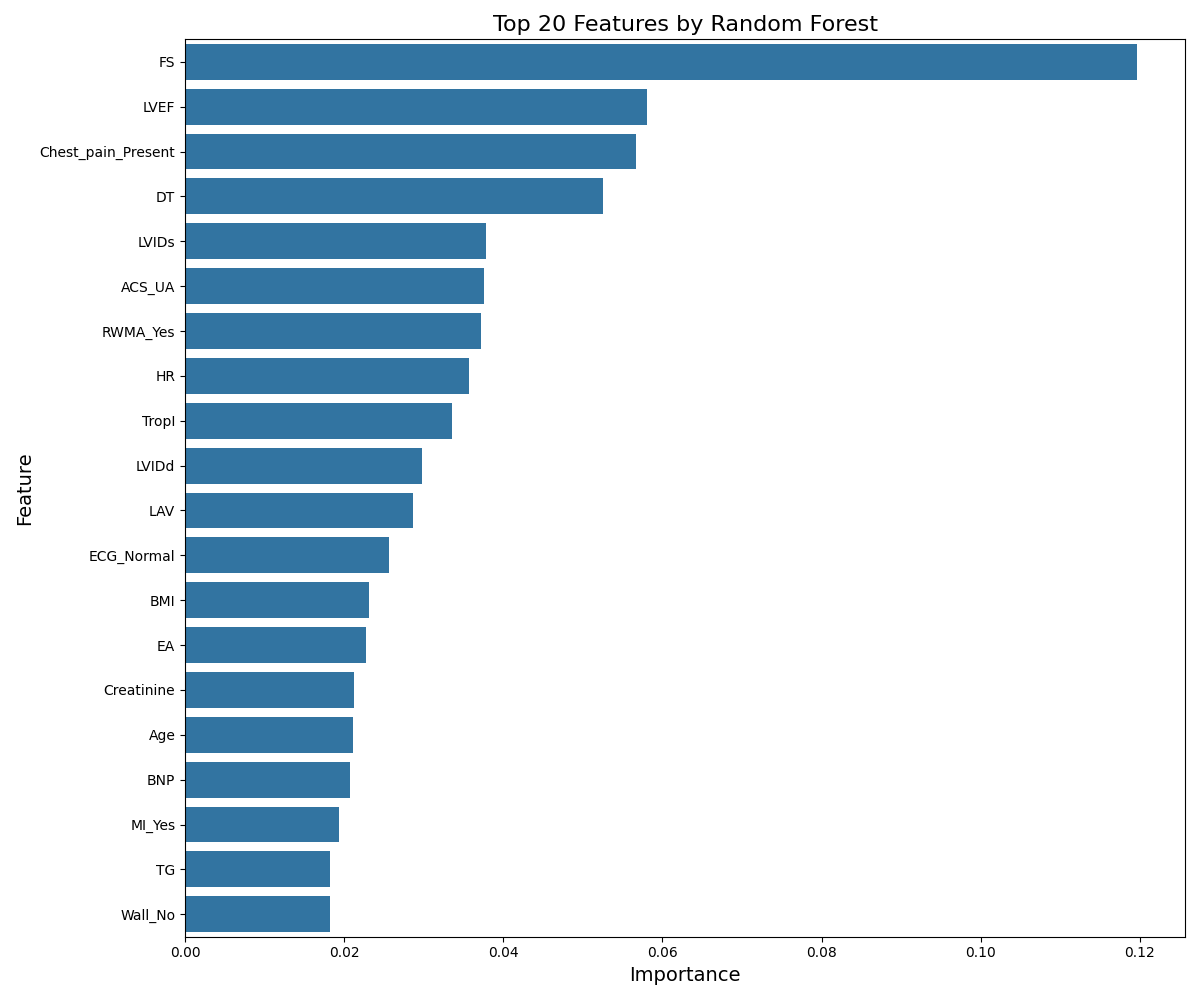 Top 20 Features by Random Forest
Feature
FS
LVEF
Chest_pain_Present
DT
LVIDs
ACS_UA
RWMA_Yes
HR
TropI
LVIDd
LAV
ECG_Normal
BMI
EA
Creatinine
Age
BNP
MI_Yes
TG
Wall_No
0.00 0.02 0.04 0.06 0.08 0.10 0.12
Importance